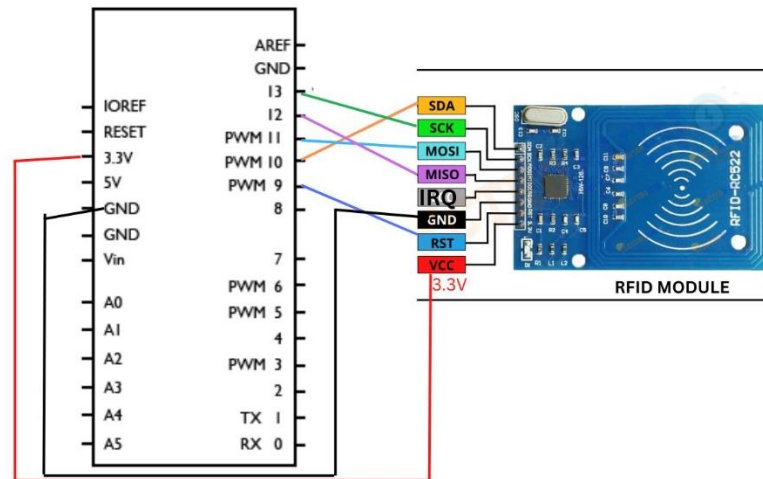 AREF
GND
13
12
PWM 11
PWM 10
PWM 9
8
7
PWM 6
PWM 5
4
PWM 3
2
TX 1
RX 0
IOREF
RESET
3.3V
5V
GND
GND
Vin
A0
A1
A2
A3
A4
A5
SDA
SCK
MOSI
MISO
IRQ
GND
RST
VCC
3.3V
RFID-RC522
RFID MODULE